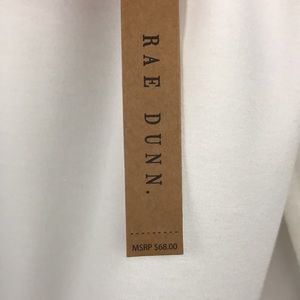 RAE DUNN.
MSRP $68.00